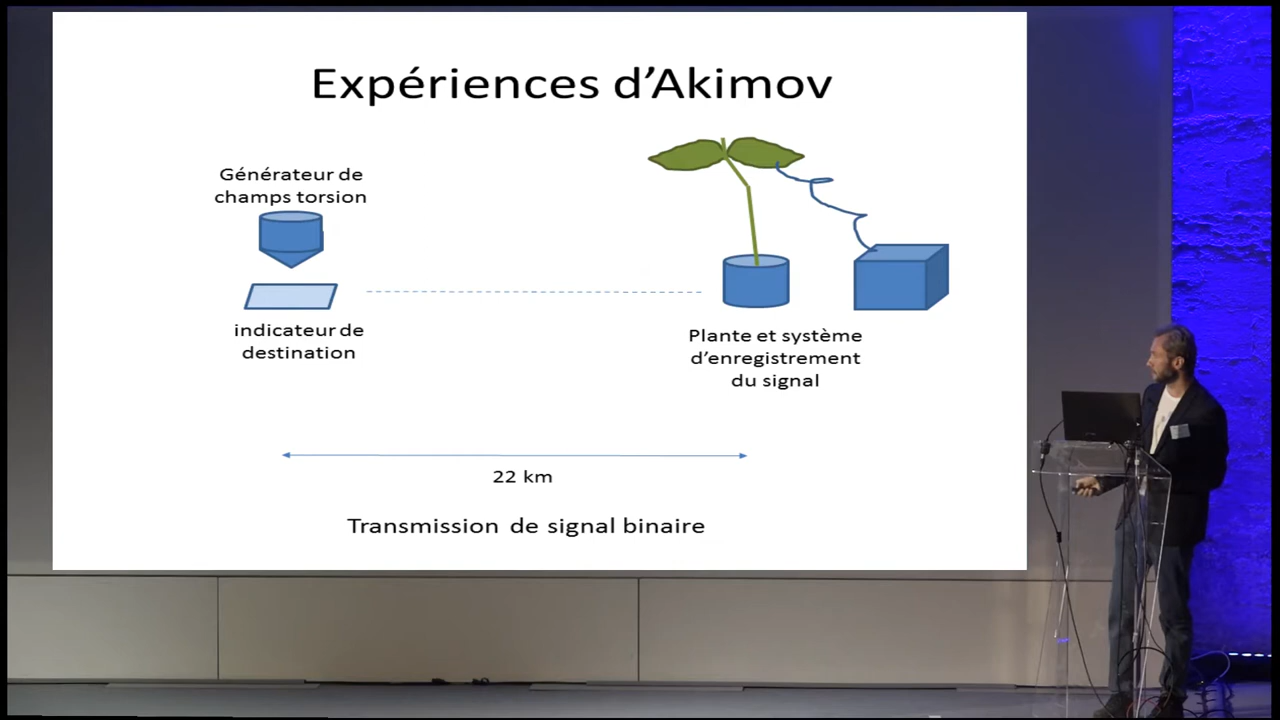 Expériences d'Akimov
Générateur de
champs torsion
indicateur de
destination
Plante et système
d'enregistrement
du signal
22 km
Transmission de signal binaire